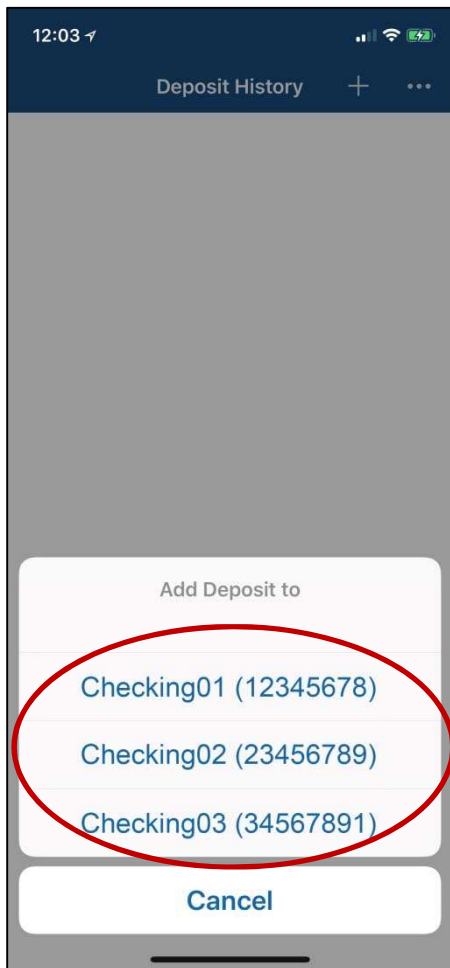 12:03
Deposit History
Add Deposit to
Checking01 (12345678)
Checking02 (23456789)
Checking03 (34567891)
Cancel